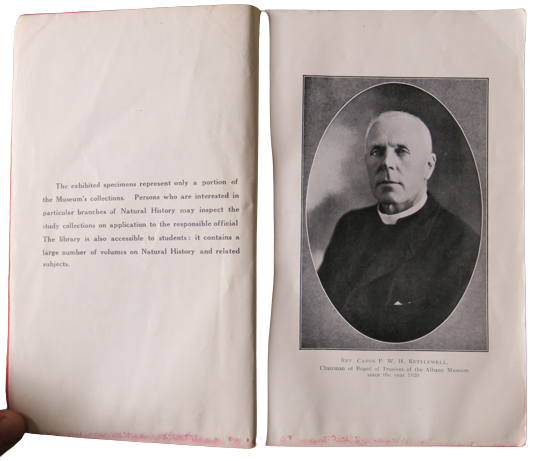 The exhibited specimens represent only a portion of
the Museum's collections. Persons who are interested in
particular branches of Natural History may inspect the
study collections on application to the responsible official
The library is also accessible to students: it contains a
large number of volumes on Natural History and related
subjects.
Rev. Canon P. W. H. Kettlewell,
Chairman of Board of Trustees of the Albany Museum
since the year 1920